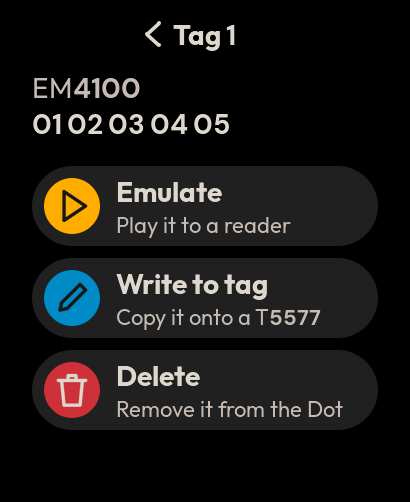 Tag 1
EM4100
01 02 03 04 05
Emulate
Play it to a reader
Write to tag
Copy it onto a T5577
Delete
Remove it from the Dot